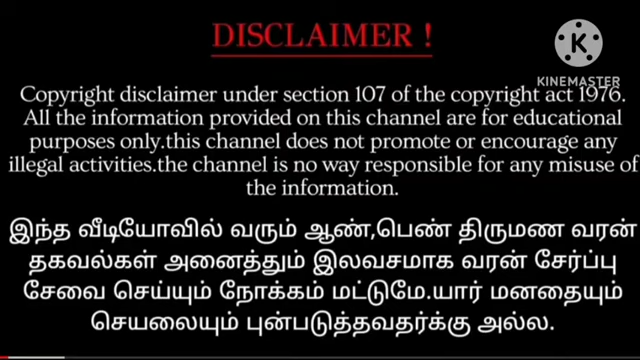 DISCLAIMER !
KINEMASTER
Copyright disclaimer under section 107 of the copyright act 1976.
All the information provided on this channel are for educational
purposes only.this channel does not promote or encourage any
illegal activities.the channel is no way responsible for any misuse of
the information.
இந்த வீடியோவில் வரும் ஆண்,பெண் திருமண வரன்
தகவல்கள் அனைத்தும் இலவசமாக வரன் சேர்ப்பு
சேவை செய்யும் நோக்கம் மட்டுமே.யார் மனதையும்
செயலையும் புன்படுத்தவதர்க்கு அல்ல.